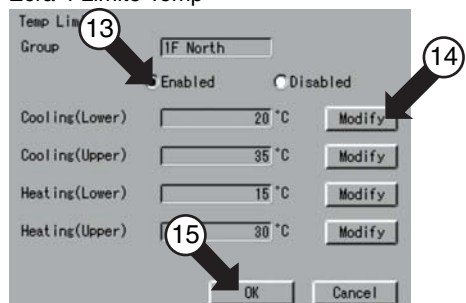 Temp Lim
13
Group 1F North
Enabled Disabled
14
Cooling(Lower) 20 °C Modify
Cooling(Upper) 35 °C Modify
Heating(Lower) 15 °C Modify
Heating(Upper) 30 °C Modify
15
OK Cancel